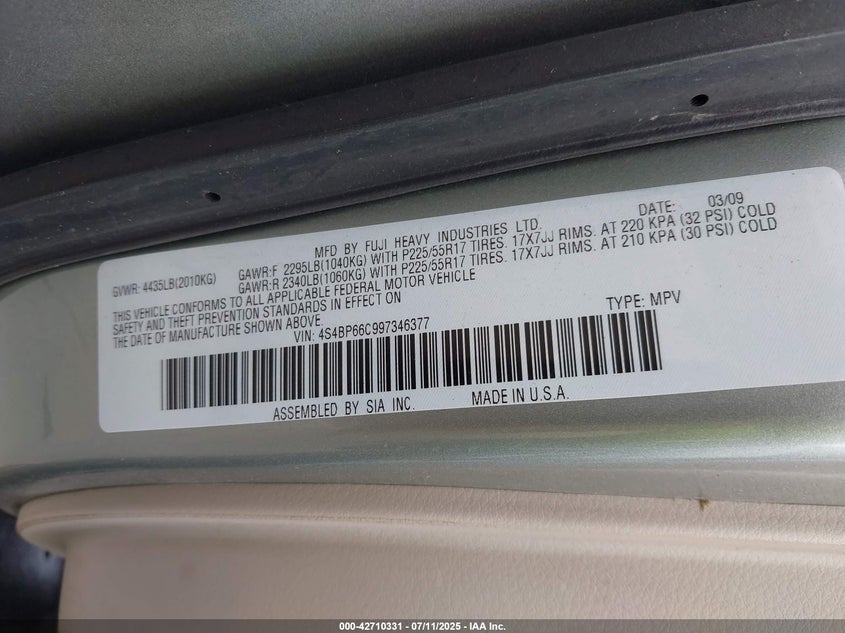 MFD BY FUJI HEAVY INDUSTRIES LTD. DATE: 03/09
GVWR: 4435LB(2010KG) GAWR:F 2295LB(1040KG) WITH P225/55R17 TIRES. 17X7JJ RIMS. AT 220 KPA (32 PSI) COLD
GAWR:R 2340LB(1060KG) WITH P225/55R17 TIRES. 17X7JJ RIMS. AT 210 KPA (30 PSI) COLD
THIS VEHICLE CONFORMS TO ALL APPLICABLE FEDERAL MOTOR VEHICLE
SAFETY AND THEFT PREVENTION STANDARDS IN EFFECT ON
THE DATE OF MANUFACTURE SHOWN ABOVE.
VIN: 4S4BP66C997346377 TYPE: MPV
ASSEMBLED BY SIA INC. MADE IN U.S.A.
000-42710331 - 07/11/2025 - IAA Inc.